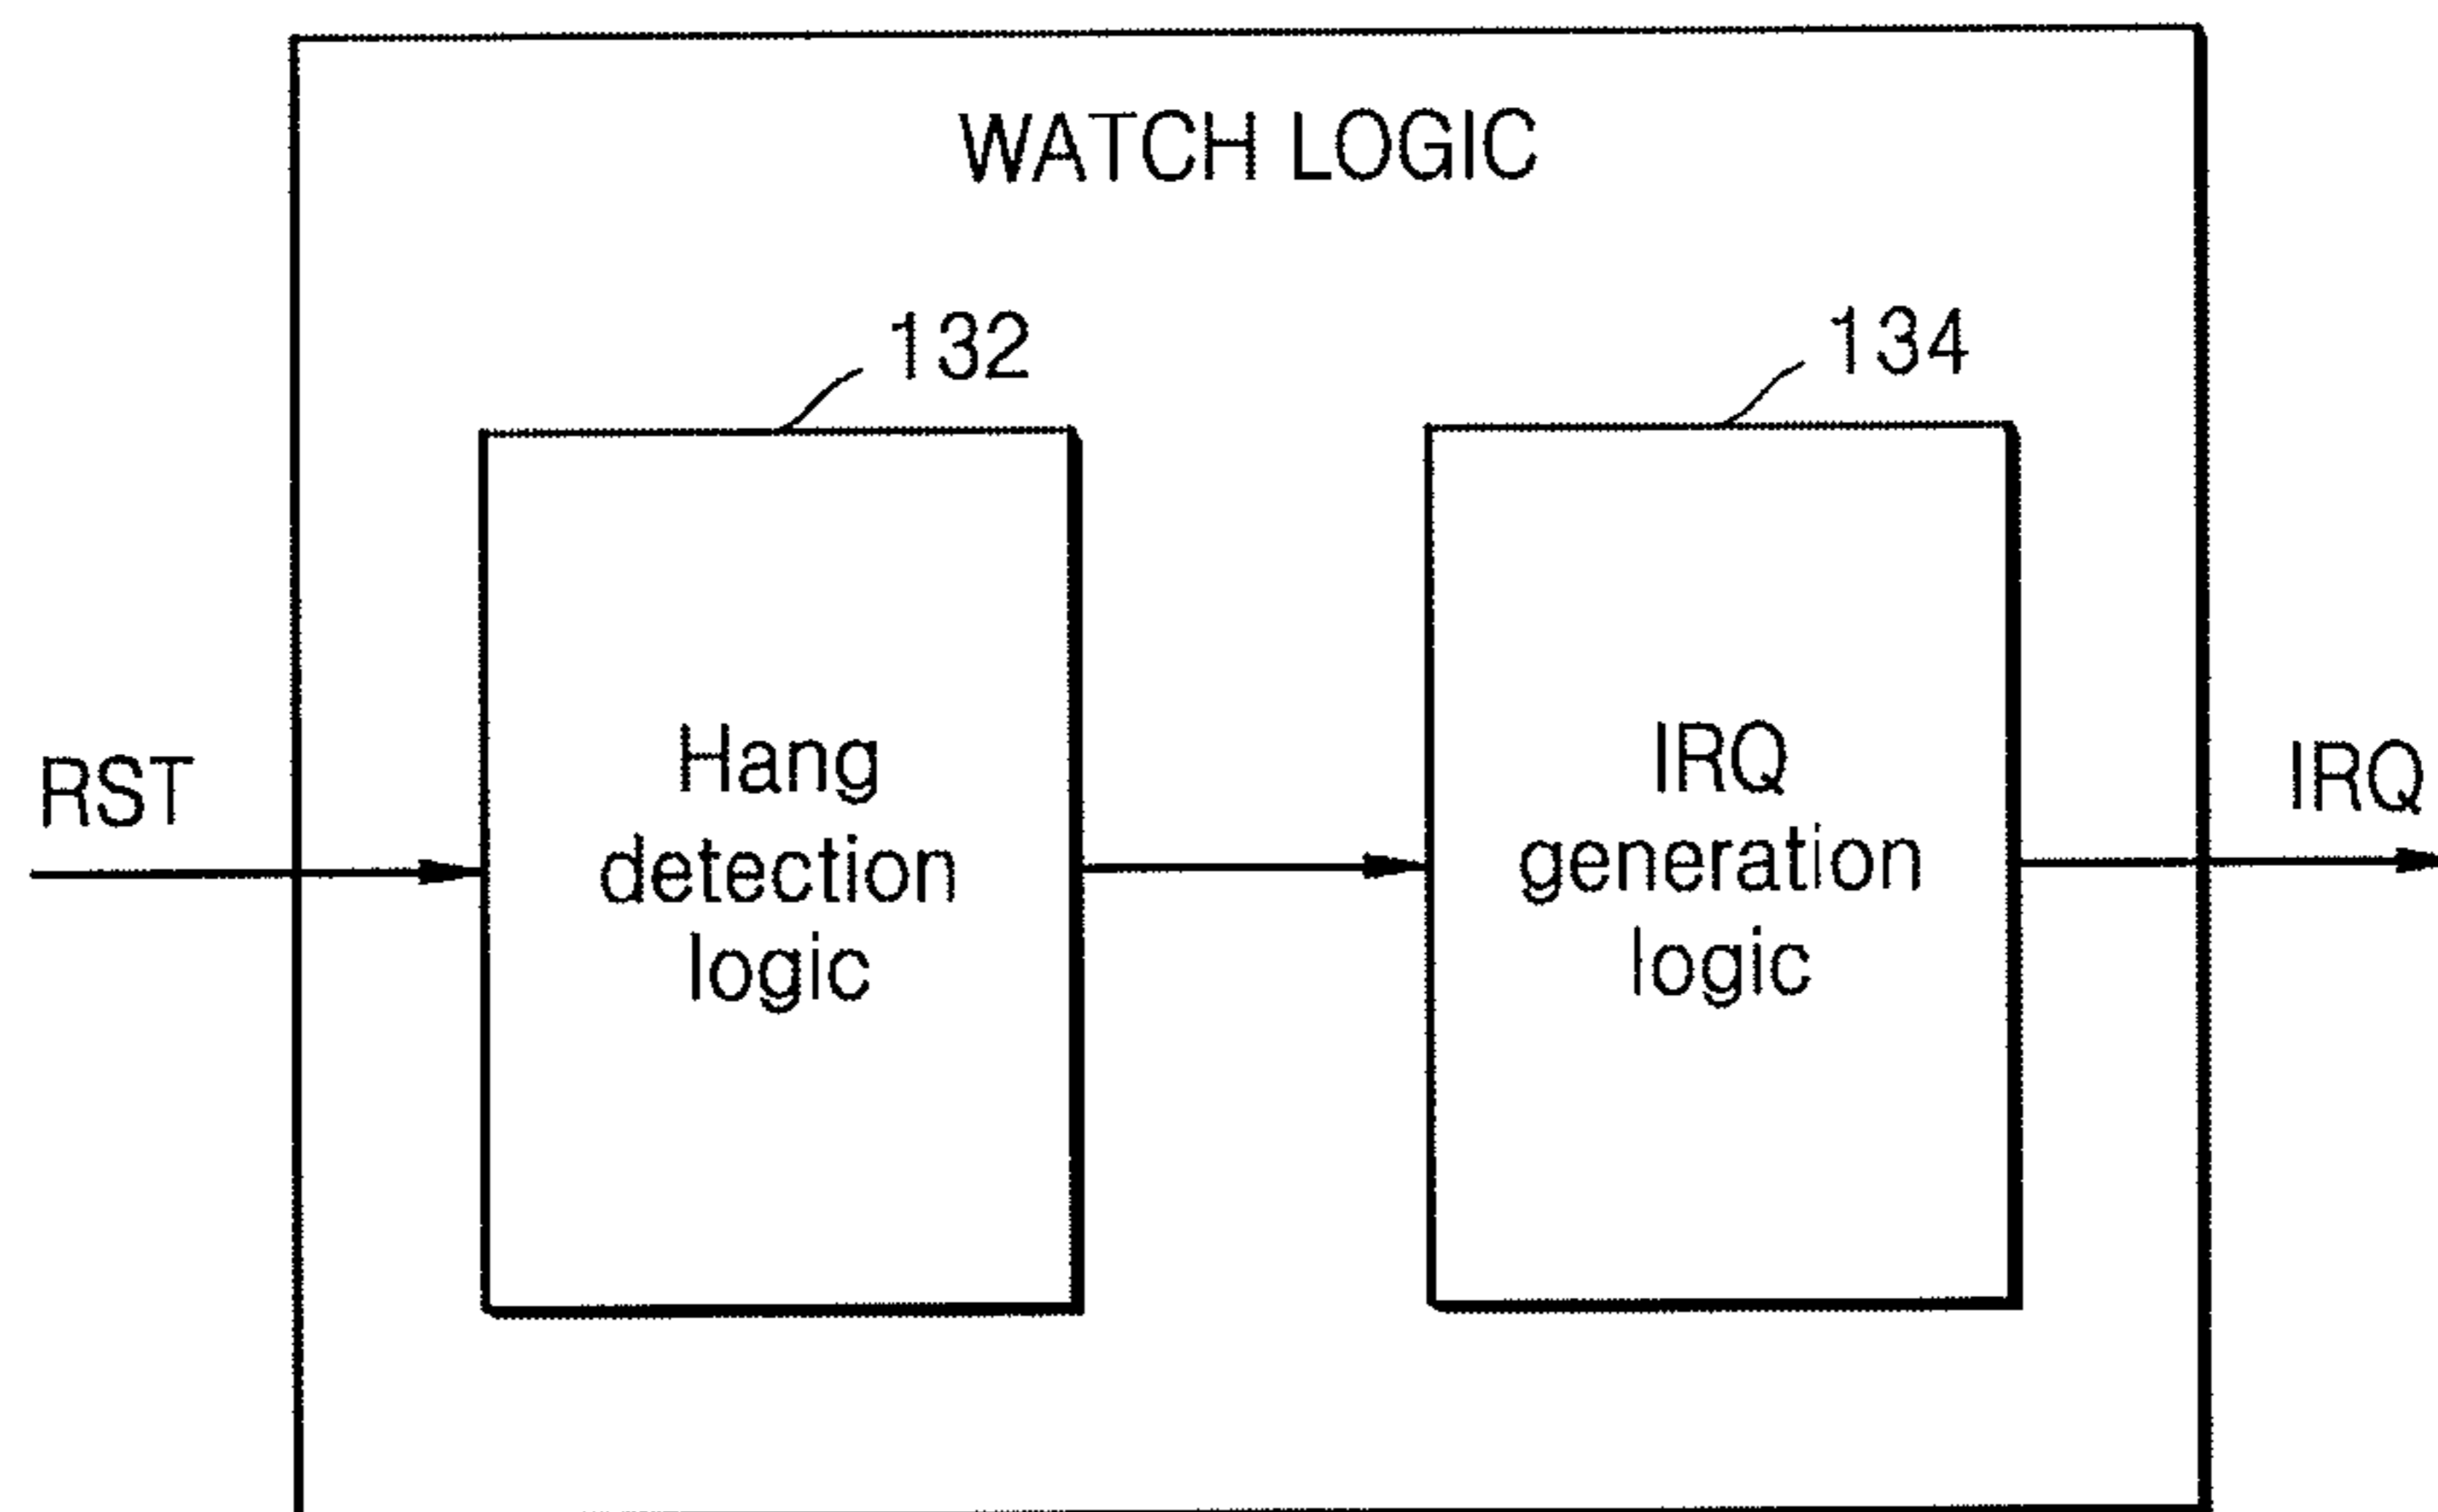 WATCH LOGIC
132
134
RST
Hang
detection
logic
IRQ
generation
logic
IRQ